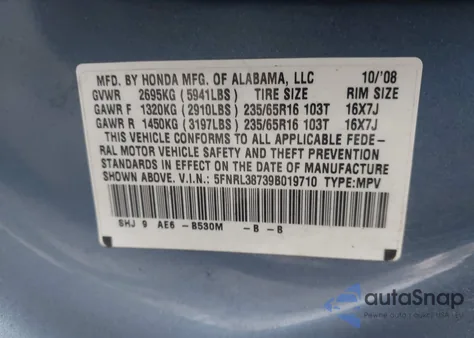 MFD. BY HONDA MFG. OF ALABAMA, LLC 10/'08
GVWR 2695KG (5941LBS) TIRE SIZE RIM SIZE
GAWR F 1320KG (2910LBS) 235/65R16 103T 16X7J
GAWR R 1450KG (3197LBS) 235/65R16 103T 16X7J
THIS VEHICLE CONFORMS TO ALL APPLICABLE FEDE-
RAL MOTOR VEHICLE SAFETY AND THEFT PREVENTION
STANDARDS IN EFFECT ON THE DATE OF MANUFACTURE
SHOWN ABOVE. V.I.N.: 5FNRL38739B019710 TYPE:MPV
SHJ 9 AE6 -B530M -B -B
autoSnap